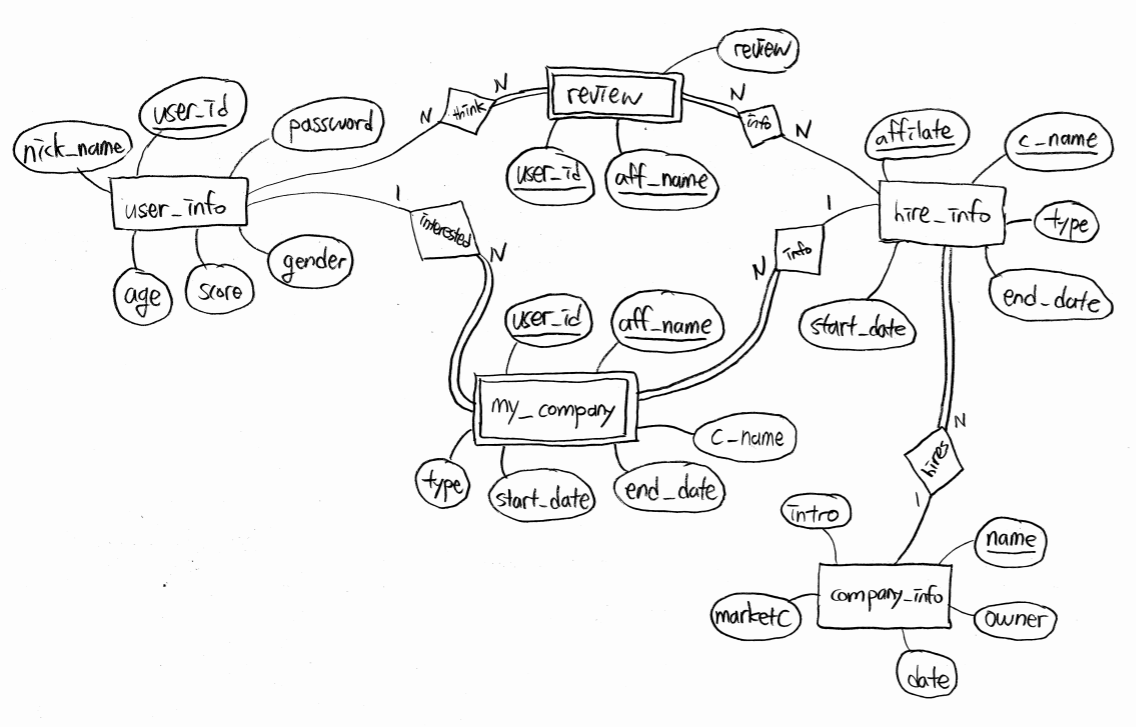 review
review
N
N
think
N
info
N
user_id
password
nick_name
user_info
age
score
gender
user_id
aff_name
affilate
c_name
hire_info
type
end_date
start_date
1
interested
N
1
info
N
user_id
aff_name
my_company
c_name
type
start_date
end_date
N
hires
1
intro
name
company_info
marketC
owner
date